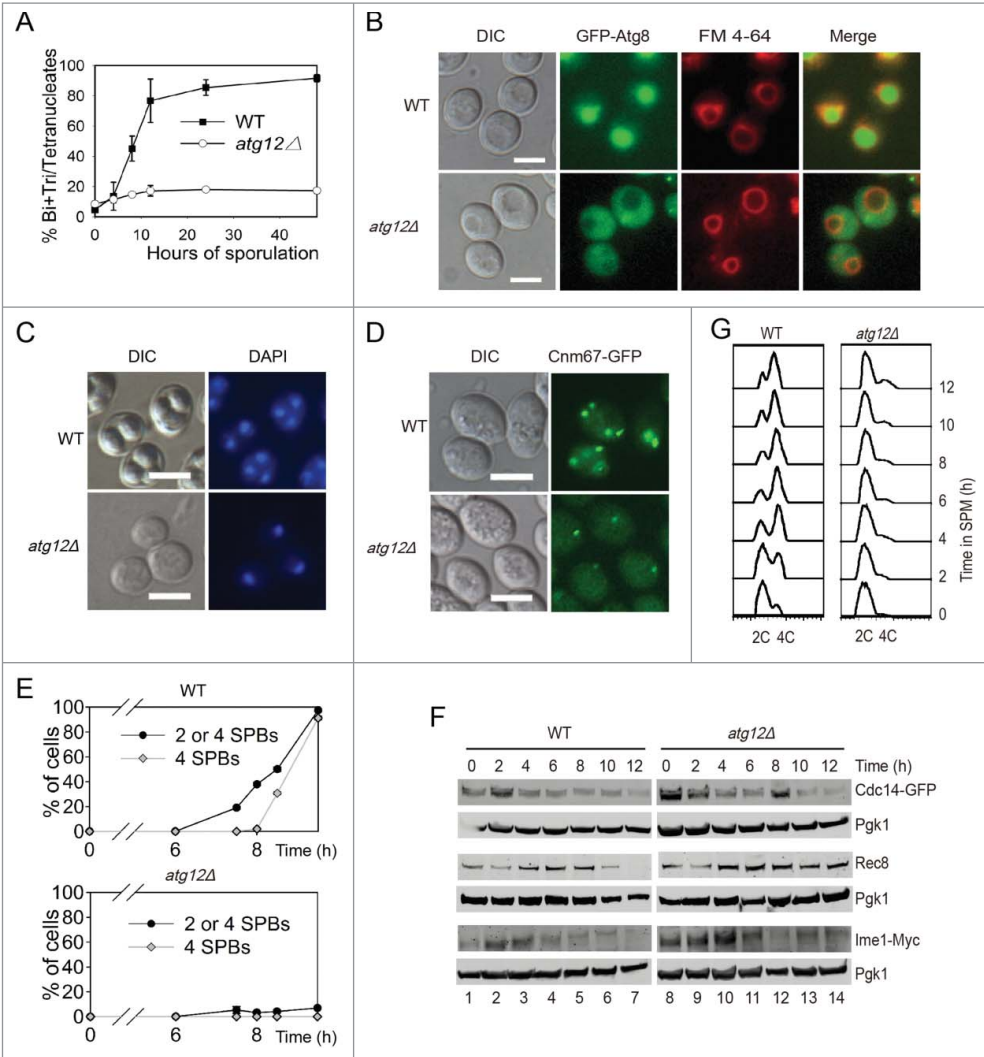 A
% Bi+Tri/Tetranucleates
100
80
60
40
20
0
WT
atg12Δ
0 20 40
Hours of sporulation
B
DIC GFP-Atg8 FM 4-64 Merge
WT
atg12Δ
C
DIC DAPI
WT
atg12Δ
D
DIC Cnm67-GFP
WT
atg12Δ
G
WT atg12Δ
12
10
8
6
4
2
0
Time in SPM (h)
2C 4C 2C 4C
E
WT
% of cells
100
80
60
40
20
0
2 or 4 SPBs
4 SPBs
0 6 8 Time (h)
atg12Δ
% of cells
100
80
60
40
20
0
2 or 4 SPBs
4 SPBs
0 6 8 Time (h)
F
WT atg12Δ
0 2 4 6 8 10 12 0 2 4 6 8 10 12 Time (h)
Cdc14-GFP
Pgk1
Rec8
Pgk1
Ime1-Myc
Pgk1
1 2 3 4 5 6 7 8 9 10 11 12 13 14